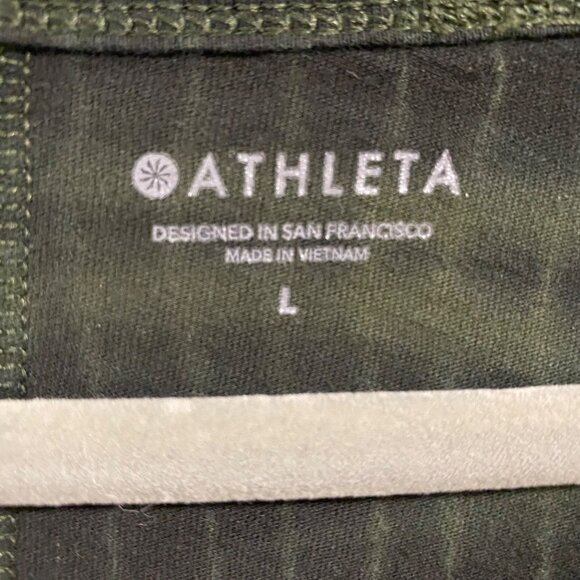 ATHLETA
DESIGNED IN SAN FRANCISCO
MADE IN VIETNAM
L